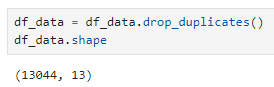 df_data = df_data.drop_duplicates()
df_data.shape
(13044, 13)